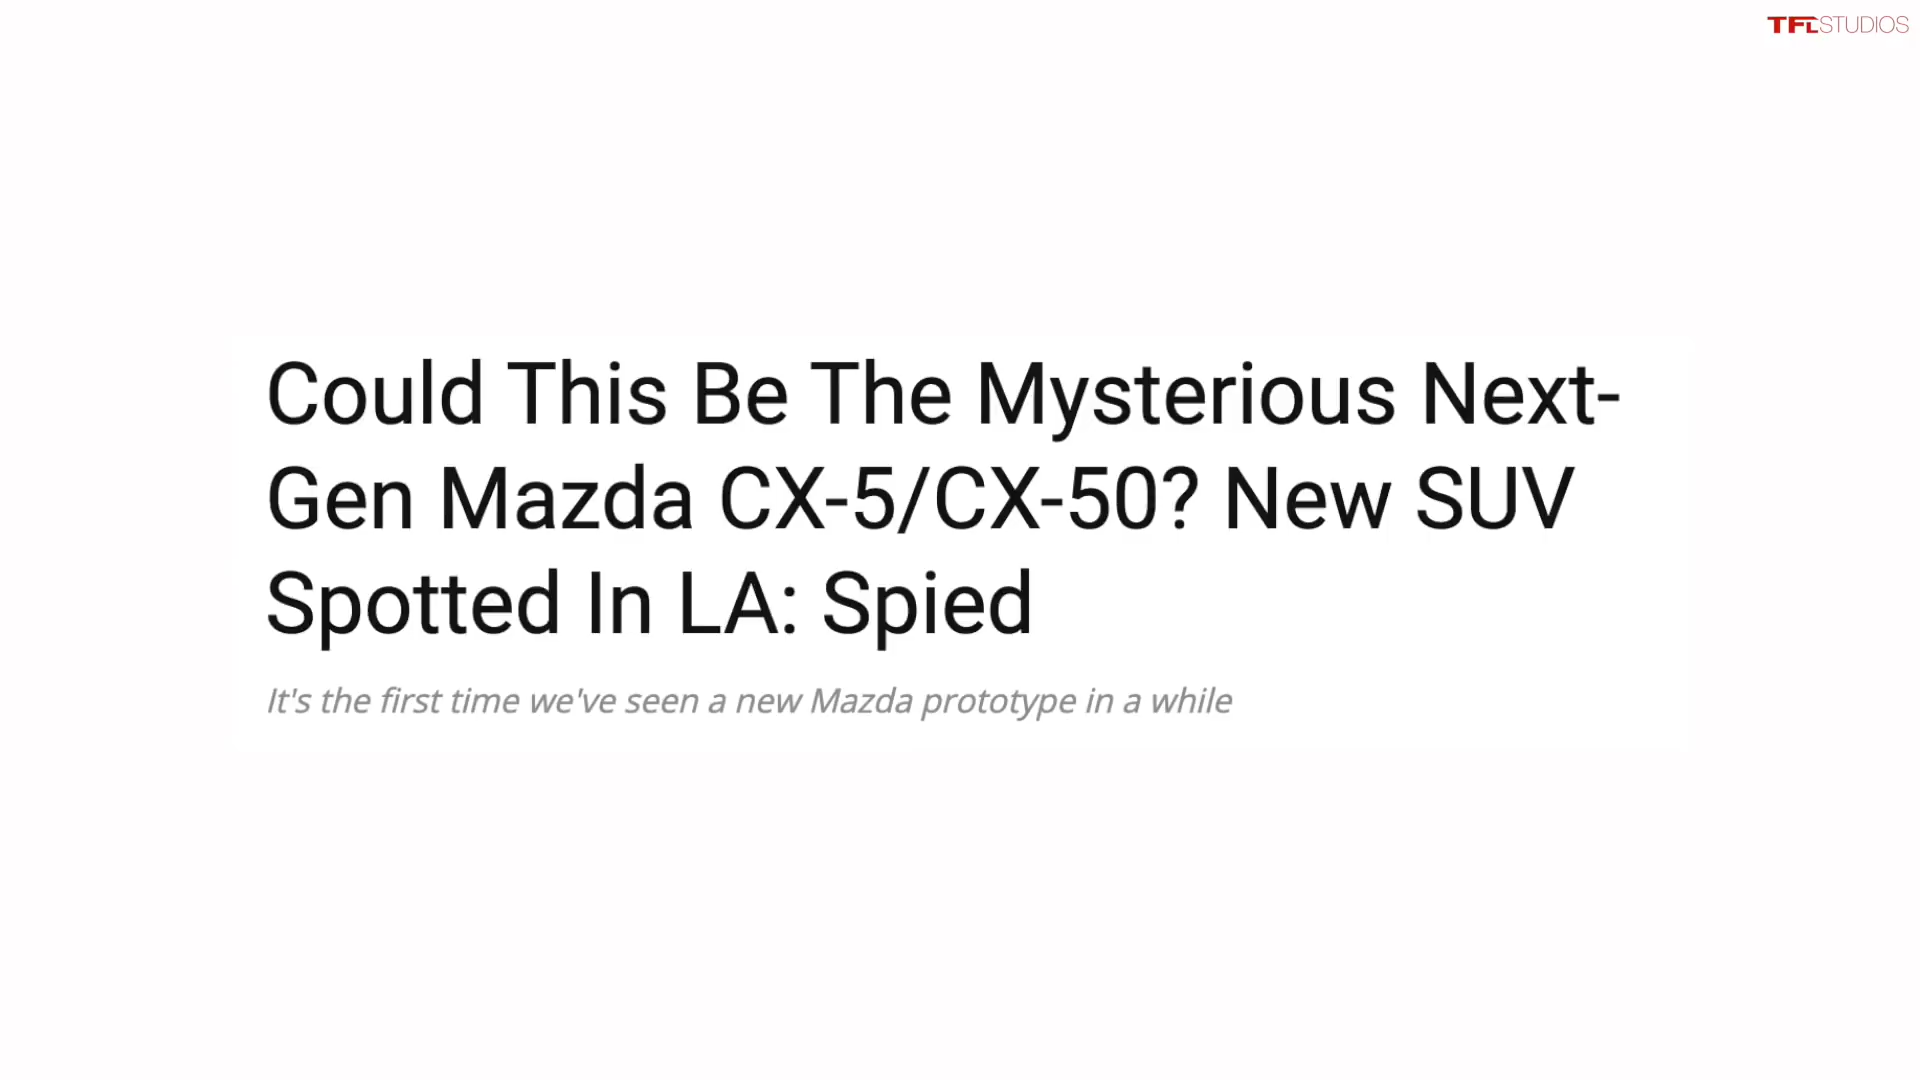 TFLSTUDIOS
Could This Be The Mysterious Next-
Gen Mazda CX-5/CX-50? New SUV
Spotted In LA: Spied
It's the first time we've seen a new Mazda prototype in a while